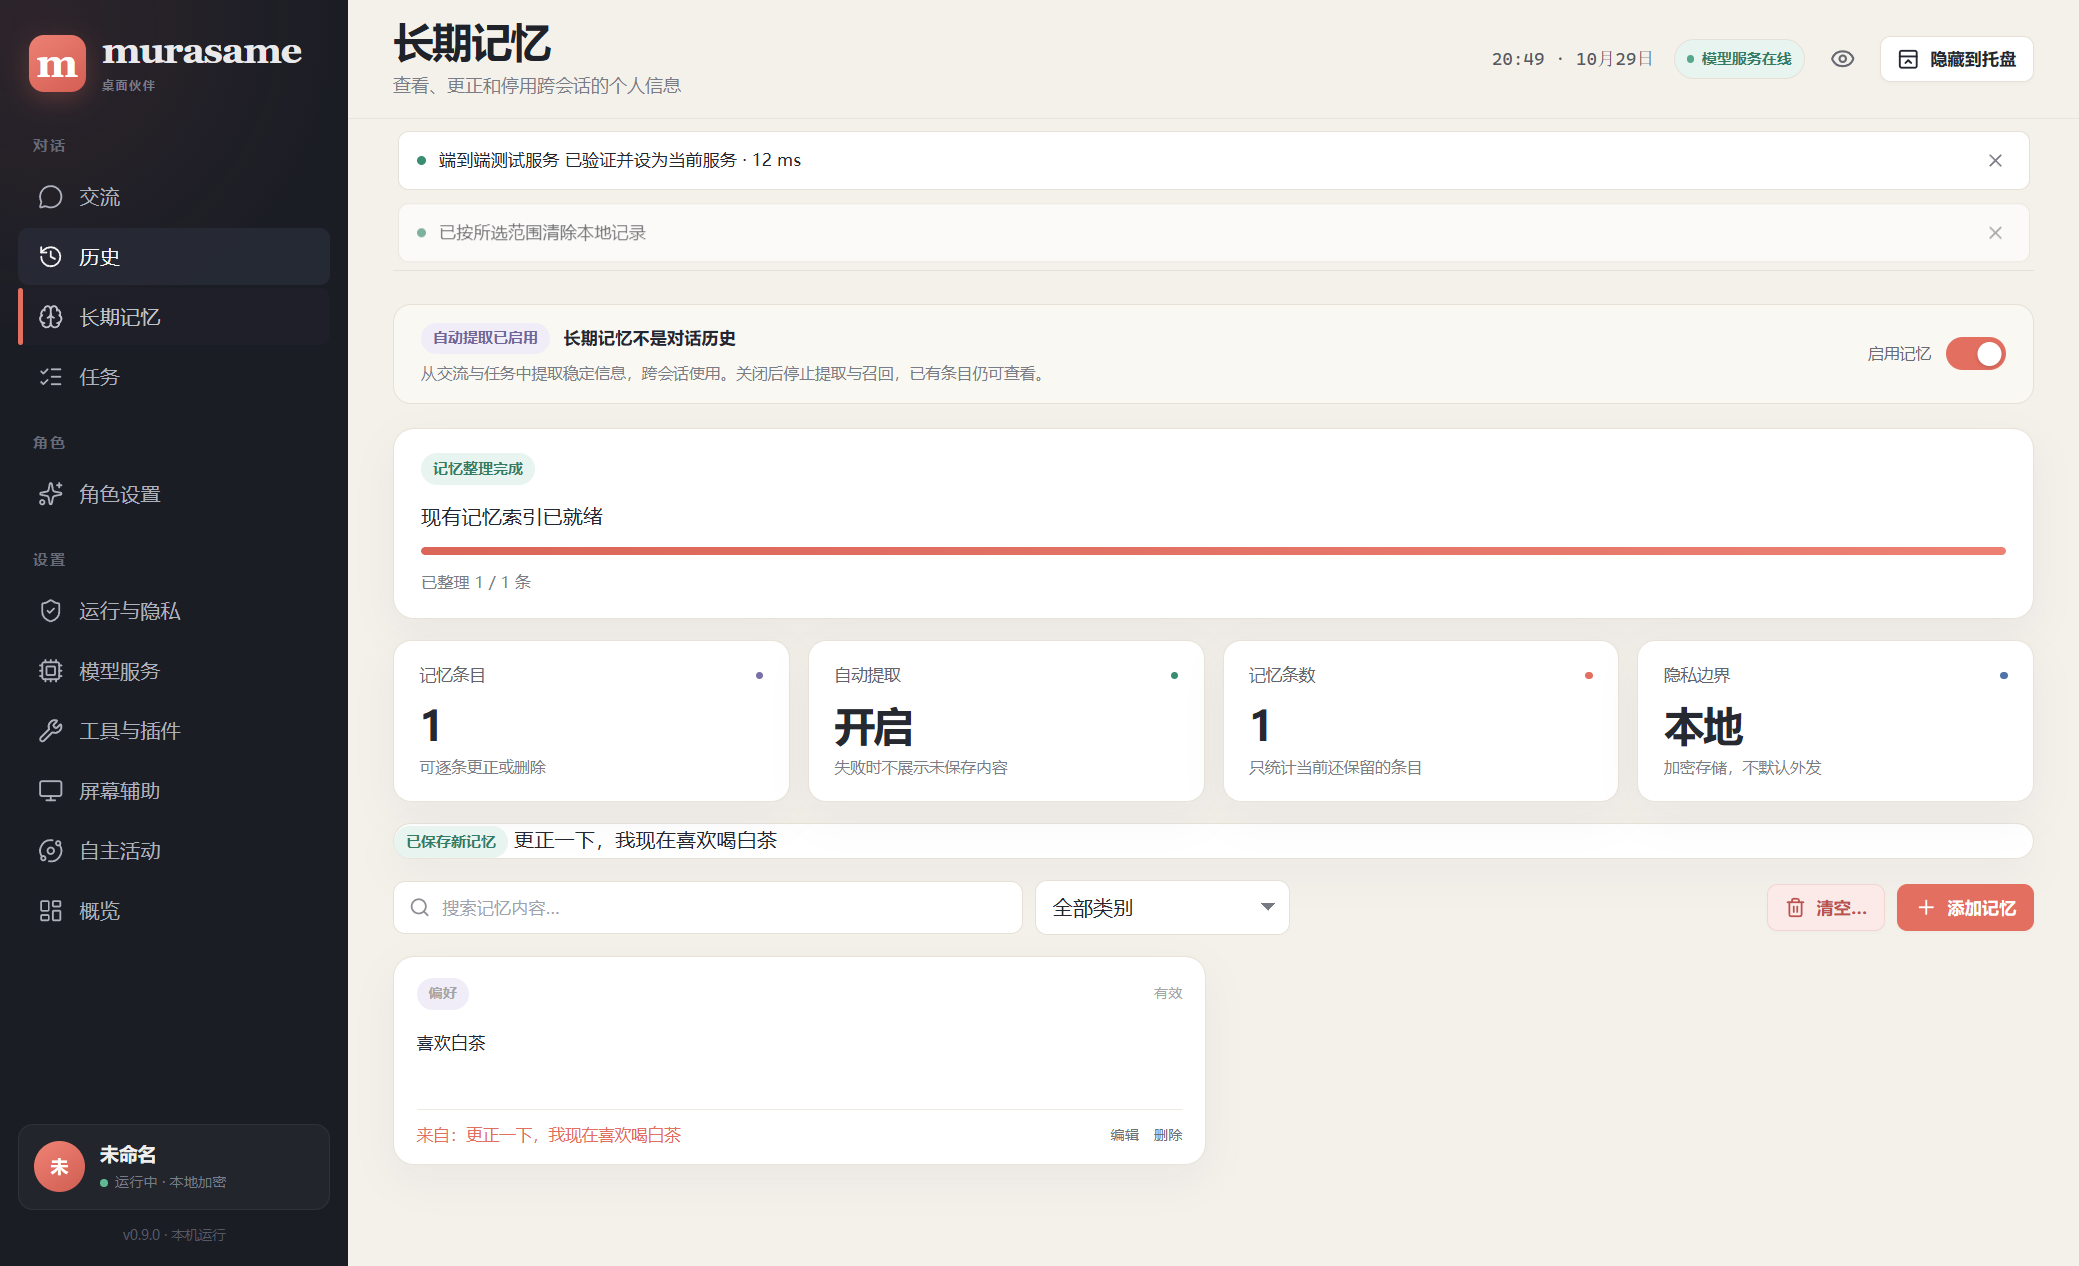 m murasame
桌面伙伴
对话
交流
历史
长期记忆
任务
角色
角色设置
设置
运行与隐私
模型服务
工具与插件
屏幕辅助
自主活动
概览
未 未命名
运行中 · 本地加密
v0.9.0 · 本机运行
长期记忆
查看、更正和停用跨会话的个人信息
20:49 · 10月29日
模型服务在线
隐藏到托盘
端到端测试服务 已验证并设为当前服务 · 12 ms
已按所选范围清除本地记录
自动提取已启用 长期记忆不是对话历史
从交流与任务中提取稳定信息，跨会话使用。关闭后停止提取与召回，已有条目仍可查看。
启用记忆
记忆整理完成
现有记忆索引已就绪
已整理 1 / 1 条
记忆条目
1
可逐条更正或删除
自动提取
开启
失败时不展示未保存内容
记忆条数
1
只统计当前还保留的条目
隐私边界
本地
加密存储，不默认外发
已保存新记忆 更正一下，我现在喜欢喝白茶
搜索记忆内容...
全部类别
清空...
添加记忆
偏好
有效
喜欢白茶
来自：更正一下，我现在喜欢喝白茶
编辑 删除